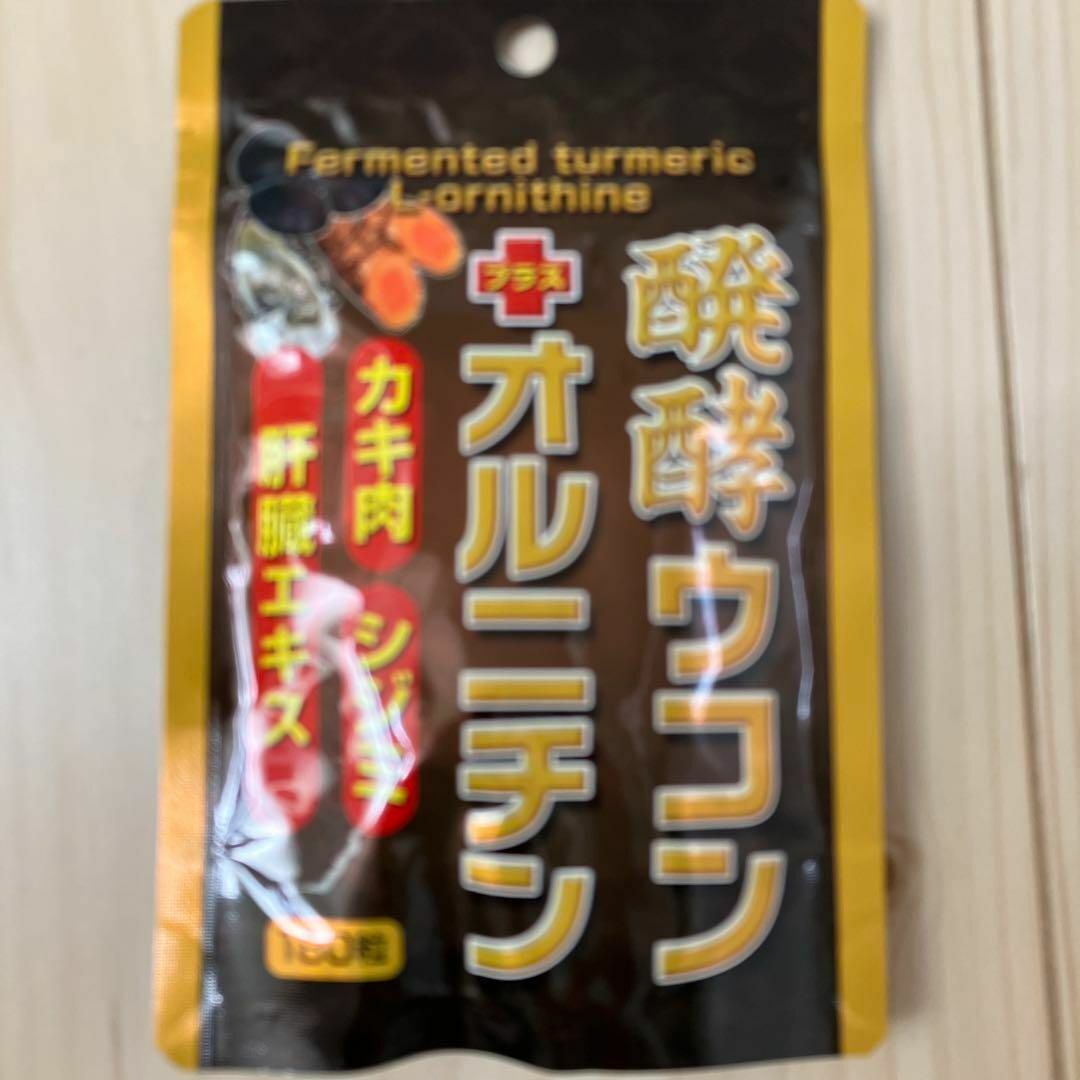 Fermented turmeric
L-ornithine
醗酵ウコン
プラス
オルニチン
カキ肉
シジミ
肝臓エキス